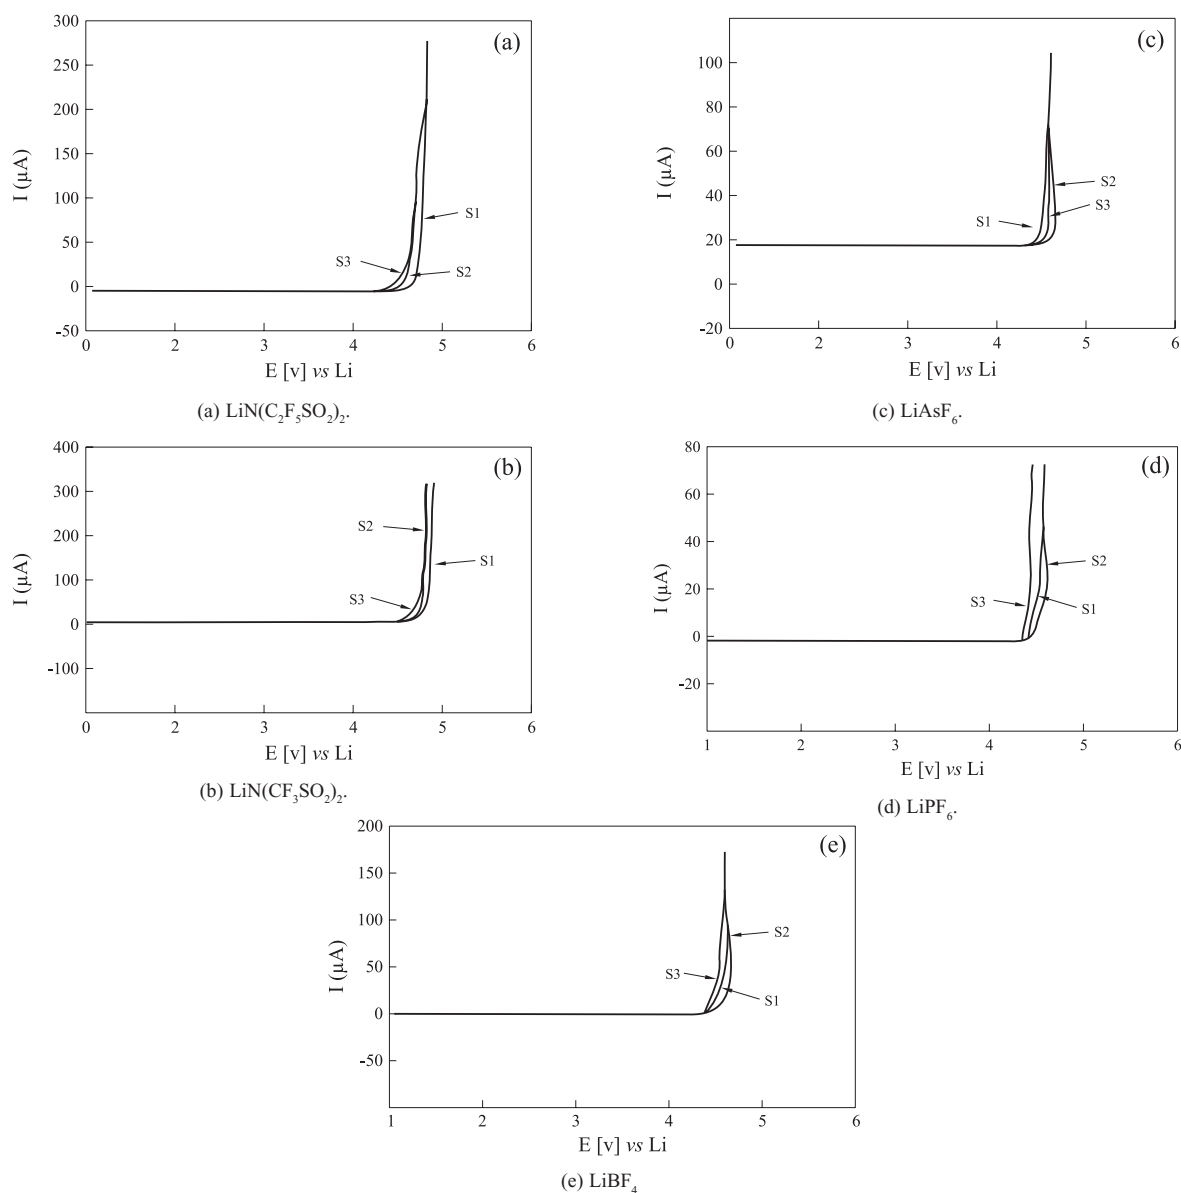 300
250
200
150
100
50
0
-50
I (µA)
(a)
S1
S3
S2
0
2
3
4
5
6
E [v] vs Li
(a) LiN(C₂F₅SO₂)₂.
100
80
60
40
20
0
-20
I (µA)
(c)
S2
S3
S1
0
2
3
4
5
6
E [v] vs Li
(c) LiAsF₆.
400
300
200
100
0
-100
I (µA)
(b)
S2
S1
S3
0
2
3
4
5
6
E [v] vs Li
(b) LiN(CF₃SO₂)₂.
80
60
40
20
0
-20
I (µA)
(d)
S2
S3
S1
1
2
3
4
5
6
E [v] vs Li
(d) LiPF₆.
200
150
100
50
0
-50
I (µA)
(e)
S2
S3
S1
1
2
3
4
5
6
E [v] vs Li
(e) LiBF₄